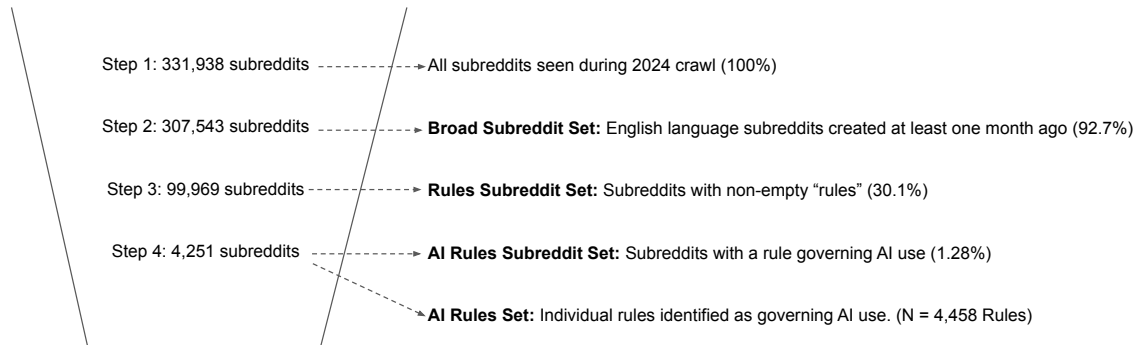 Step 1: 331,938 subreddits All subreddits seen during 2024 crawl (100%)
Step 2: 307,543 subreddits Broad Subreddit Set: English language subreddits created at least one month ago (92.7%)
Step 3: 99,969 subreddits Rules Subreddit Set: Subreddits with non-empty “rules” (30.1%)
Step 4: 4,251 subreddits AI Rules Subreddit Set: Subreddits with a rule governing AI use (1.28%)
AI Rules Set: Individual rules identified as governing AI use. (N = 4,458 Rules)